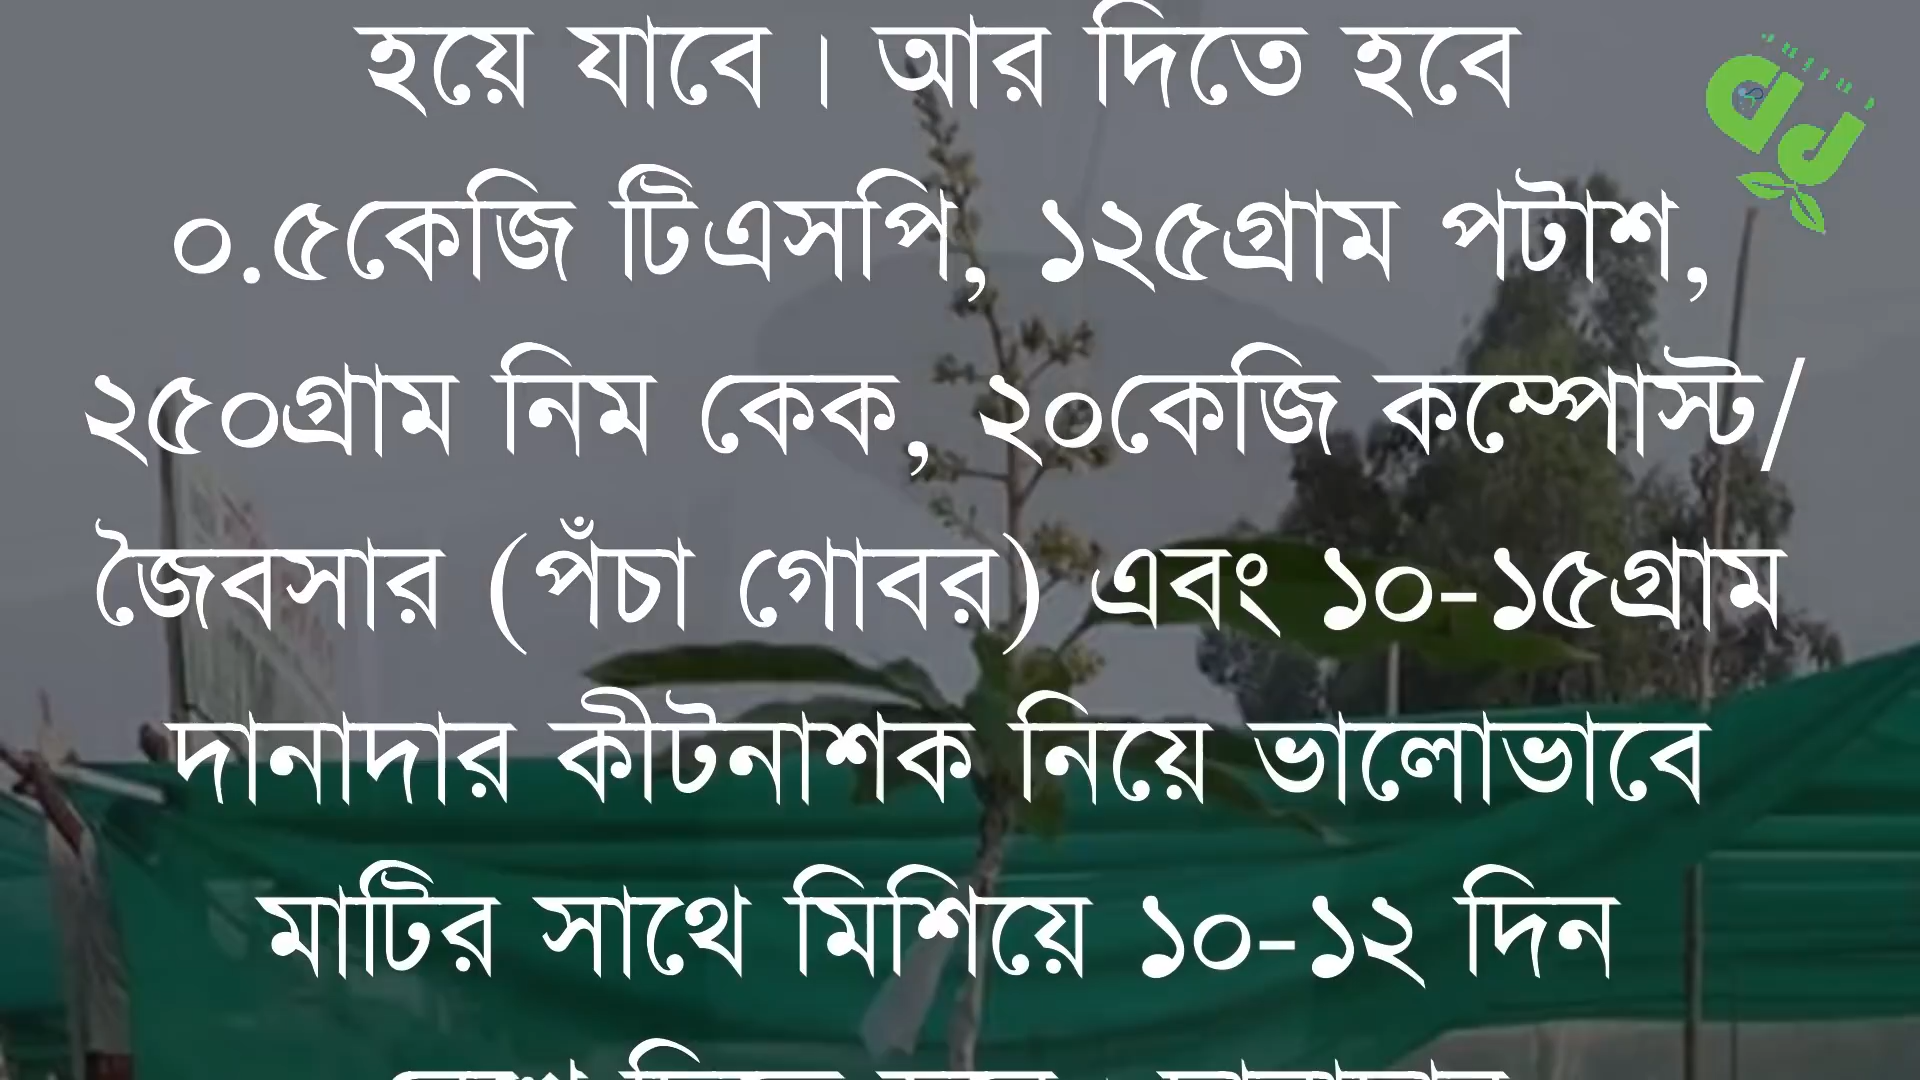 হয়ে যাবে। আর দিতে হবে
০.৫কেজি টিএসপি, ১২৫গ্রাম পটাশ,
২৫০গ্রাম নিম কেক, ২০কেজি কম্পোস্ট/
জৈবসার (পঁচা গোবর) এবং ১০-১৫গ্রাম
দানাদার কীটনাশক নিয়ে ভালোভাবে
মাটির সাথে মিশিয়ে ১০-১২ দিন